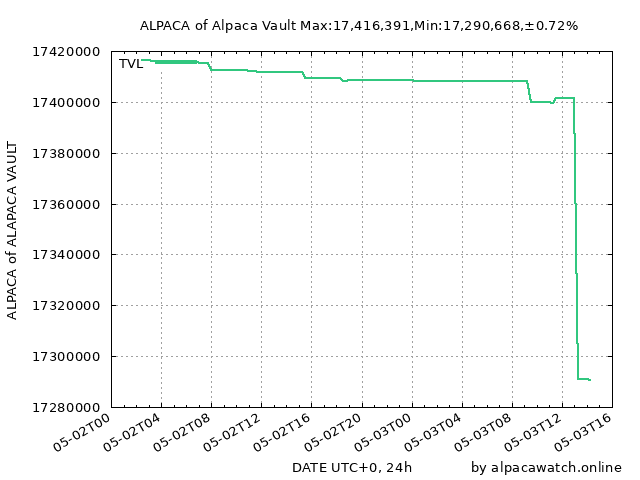 ALPACA of Alpaca Vault Max:17,416,391,Min:17,290,668,±0.72%
17420000
TVL
17400000
17380000
17360000
17340000
17320000
17300000
17280000
ALPACA of ALAPACA VAULT
05-02T00
05-02T04
05-02T08
05-02T12
05-02T16
05-02T20
05-03T00
05-03T04
05-03T08
05-03T12
05-03T16
DATE UTC+0, 24h
by alpacawatch.online